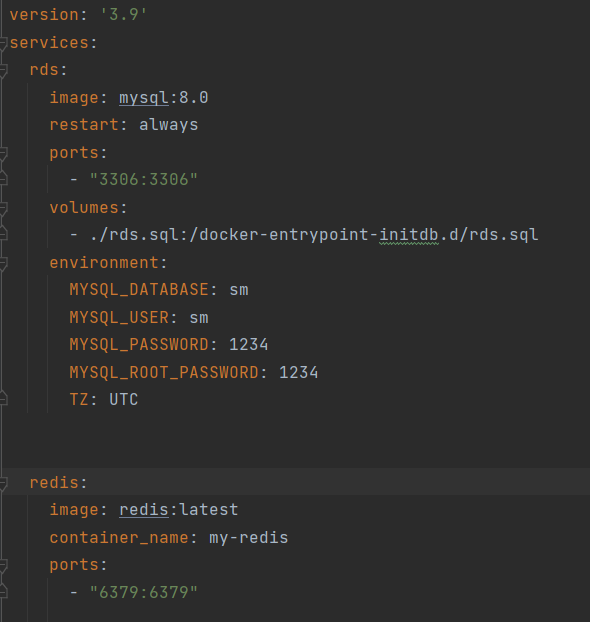 version: '3.9'
services:
  rds:
    image: mysql:8.0
    restart: always
    ports:
      - "3306:3306"
    volumes:
      - ./rds.sql:/docker-entrypoint-initdb.d/rds.sql
    environment:
      MYSQL_DATABASE: sm
      MYSQL_USER: sm
      MYSQL_PASSWORD: 1234
      MYSQL_ROOT_PASSWORD: 1234
      TZ: UTC
  redis:
    image: redis:latest
    container_name: my-redis
    ports:
      - "6379:6379"